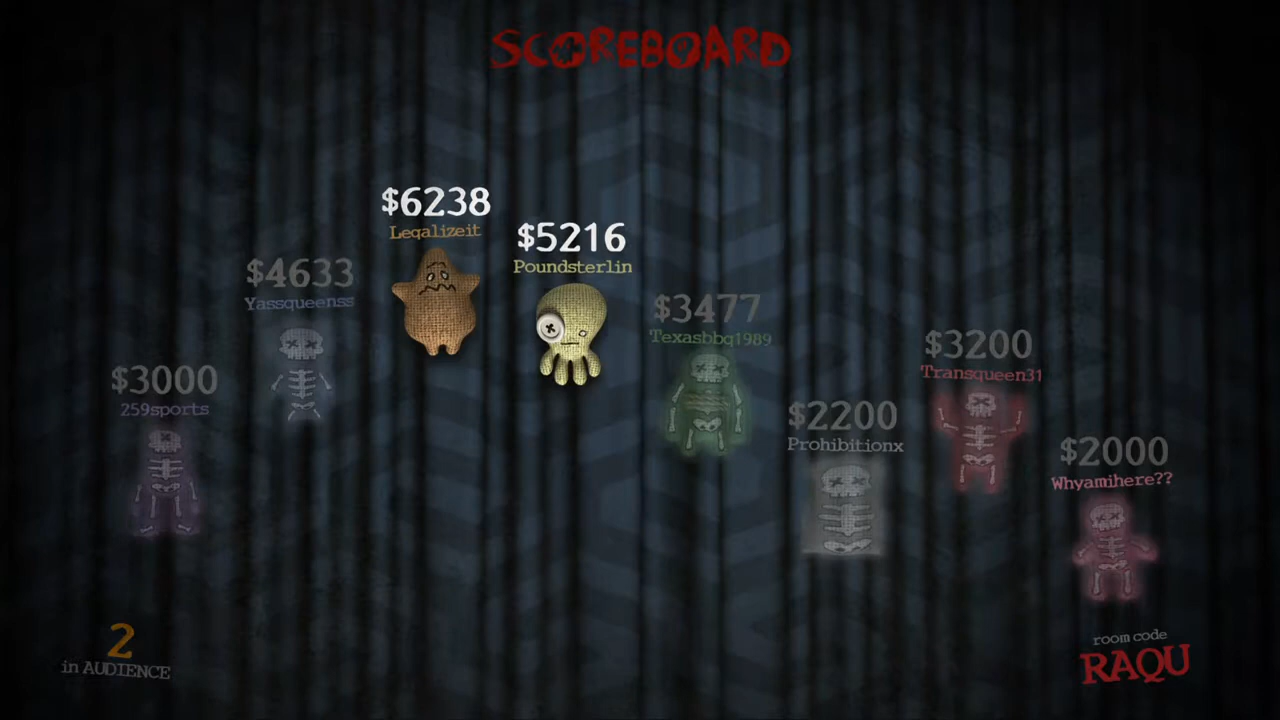 SCOREBOARD
$6238
Legalizeit
$5216
Poundsterlin
$4633
Yassqueenss
$3477
Texasbbq1989
$3200
Transqueen31
$3000
259sports
$2200
Prohibitionx
$2000
Whyamihere??
2
in AUDIENCE
room code
RAQU